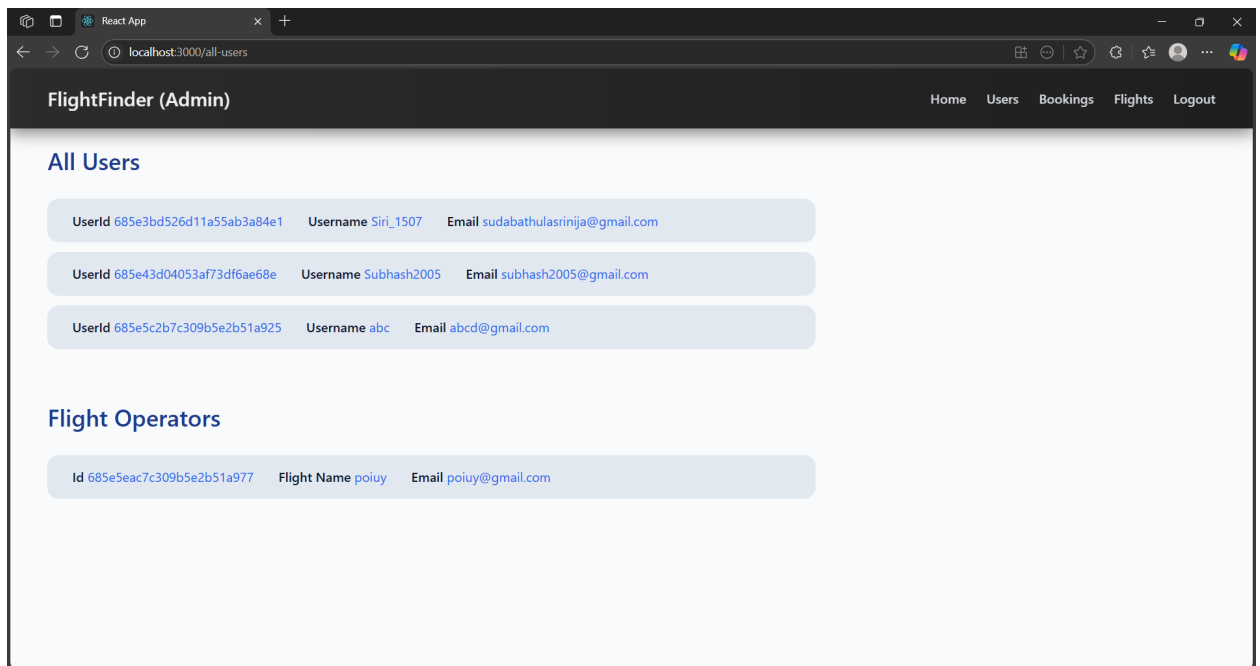 React App
localhost:3000/all-users
FlightFinder (Admin)
Home Users Bookings Flights Logout
All Users
UserId 685e3bd526d11a55ab3a84e1 Username Siri_1507 Email sudabathulasrinija@gmail.com
UserId 685e43d04053af73df6ae68e Username Subhash2005 Email subhash2005@gmail.com
UserId 685e5c2b7c309b5e2b51a925 Username abc Email abcd@gmail.com
Flight Operators
Id 685e5eac7c309b5e2b51a977 Flight Name poiuy Email poiuy@gmail.com